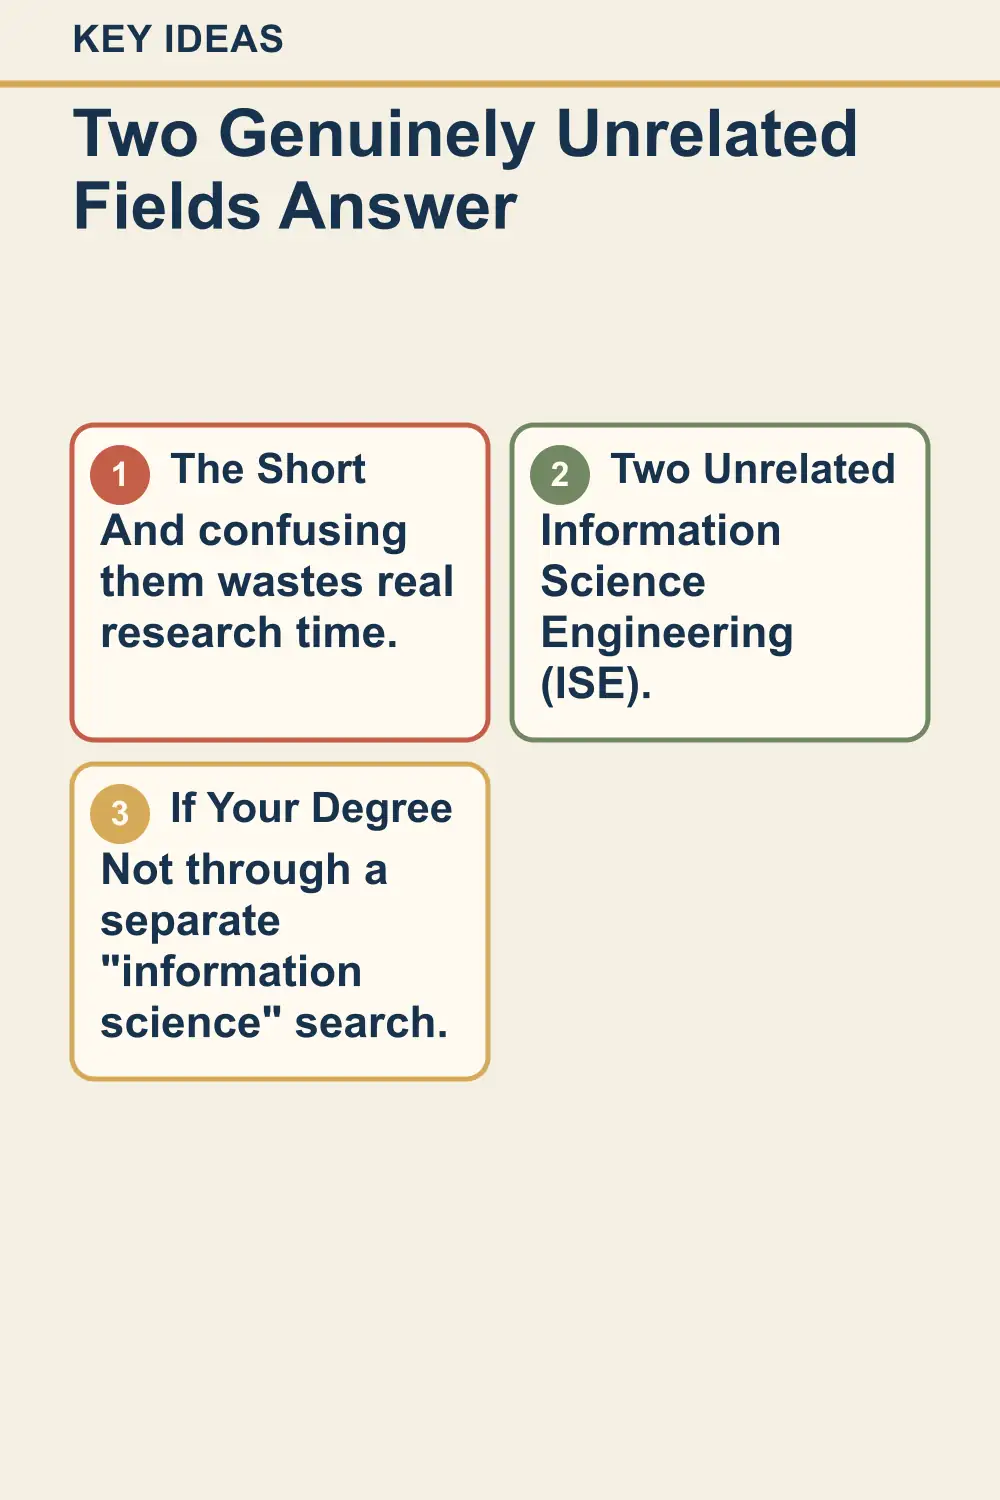 KEY IDEAS
Two Genuinely Unrelated
Fields Answer
1 The Short
And confusing
them wastes real
research time.
2 Two Unrelated
Information
Science
Engineering
(ISE).
3 If Your Degree
Not through a
separate
"information
science" search.